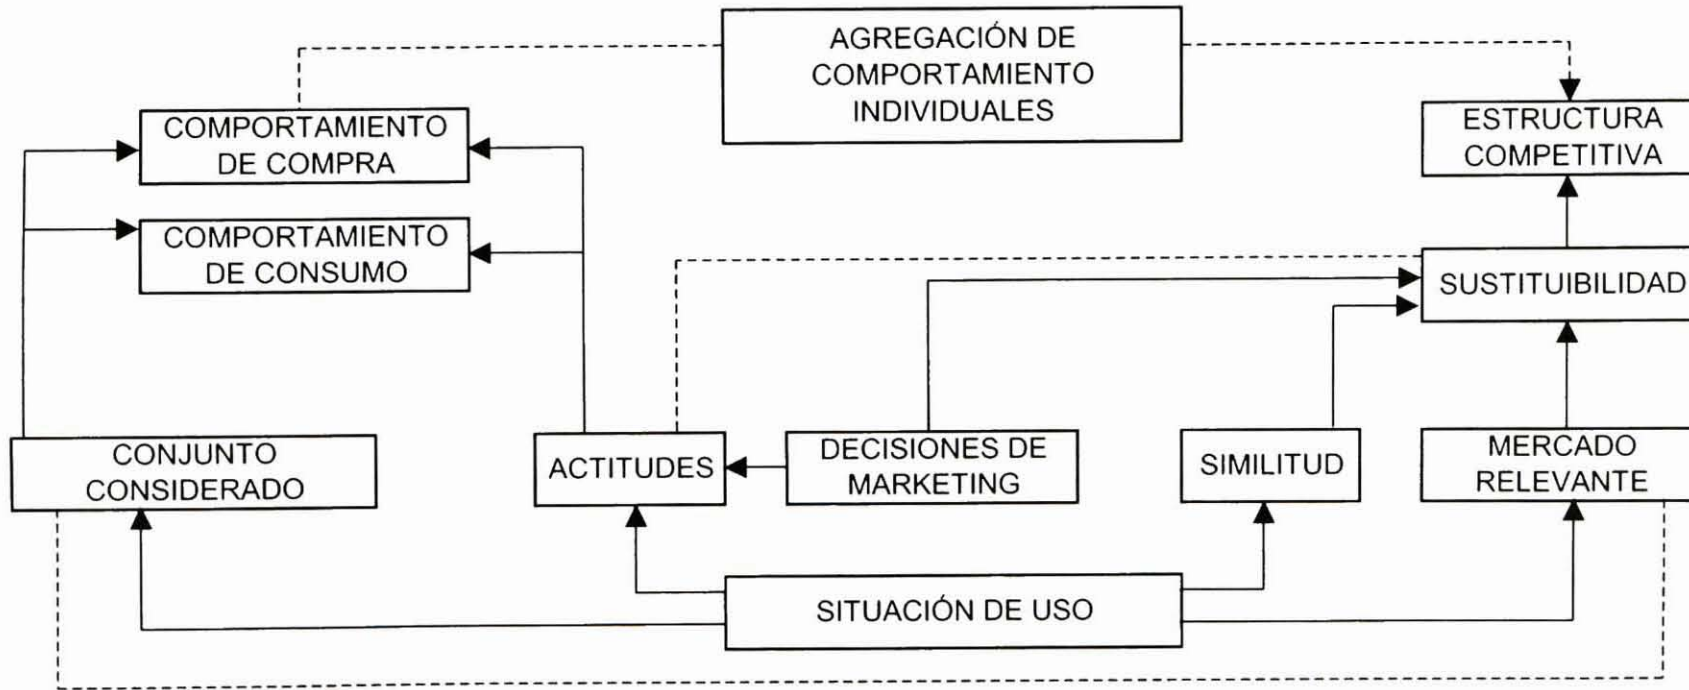 AGREGACIÓN DE
COMPORTAMIENTO
INDIVIDUALES
COMPORTAMIENTO
DE COMPRA
ESTRUCTURA
COMPETITIVA
COMPORTAMIENTO
DE CONSUMO
SUSTITUIBILIDAD
CONJUNTO
CONSIDERADO
ACTITUDES
DECISIONES DE
MARKETING
SIMILITUD
MERCADO
RELEVANTE
SITUACIÓN DE USO